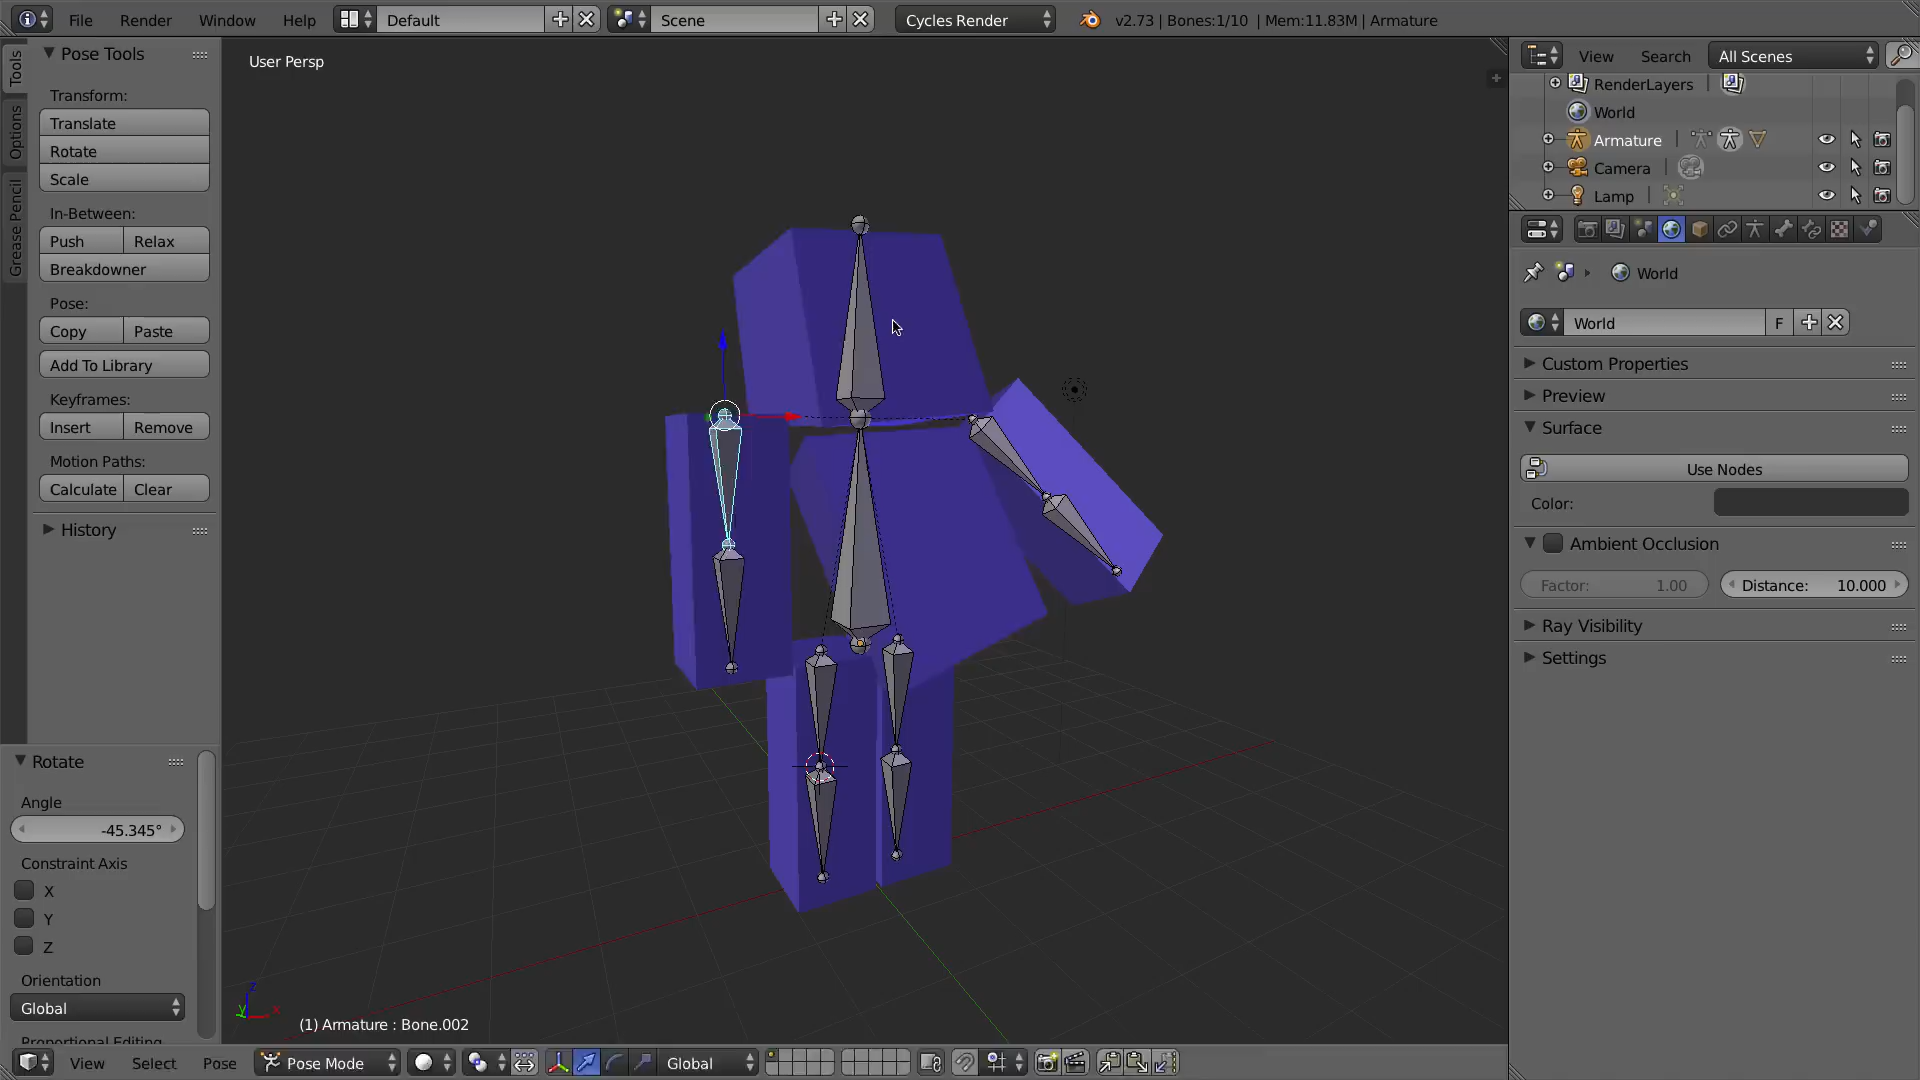 File Render Window Help Default Scene Cycles Render v2.73 | Bones:1/10 | Mem:11.83M | Armature
Tools
Options
Grease Pencil
Pose Tools
Transform:
Translate
Rotate
Scale
In-Between:
Push Relax
Breakdowner
Pose:
Copy Paste
Add To Library
Keyframes:
Insert Remove
Motion Paths:
Calculate Clear
History
Rotate
Angle
-45.345°
Constraint Axis
X
Y
Z
Orientation
Global
Proportional Editing
User Persp
z
y
x
(1) Armature : Bone.002
View Select Pose Pose Mode Global
View Search All Scenes
RenderLayers
World
Armature
Camera
Lamp
World
World F
Custom Properties
Preview
Surface
Use Nodes
Color:
Ambient Occlusion
Factor: 1.00 Distance: 10.000
Ray Visibility
Settings